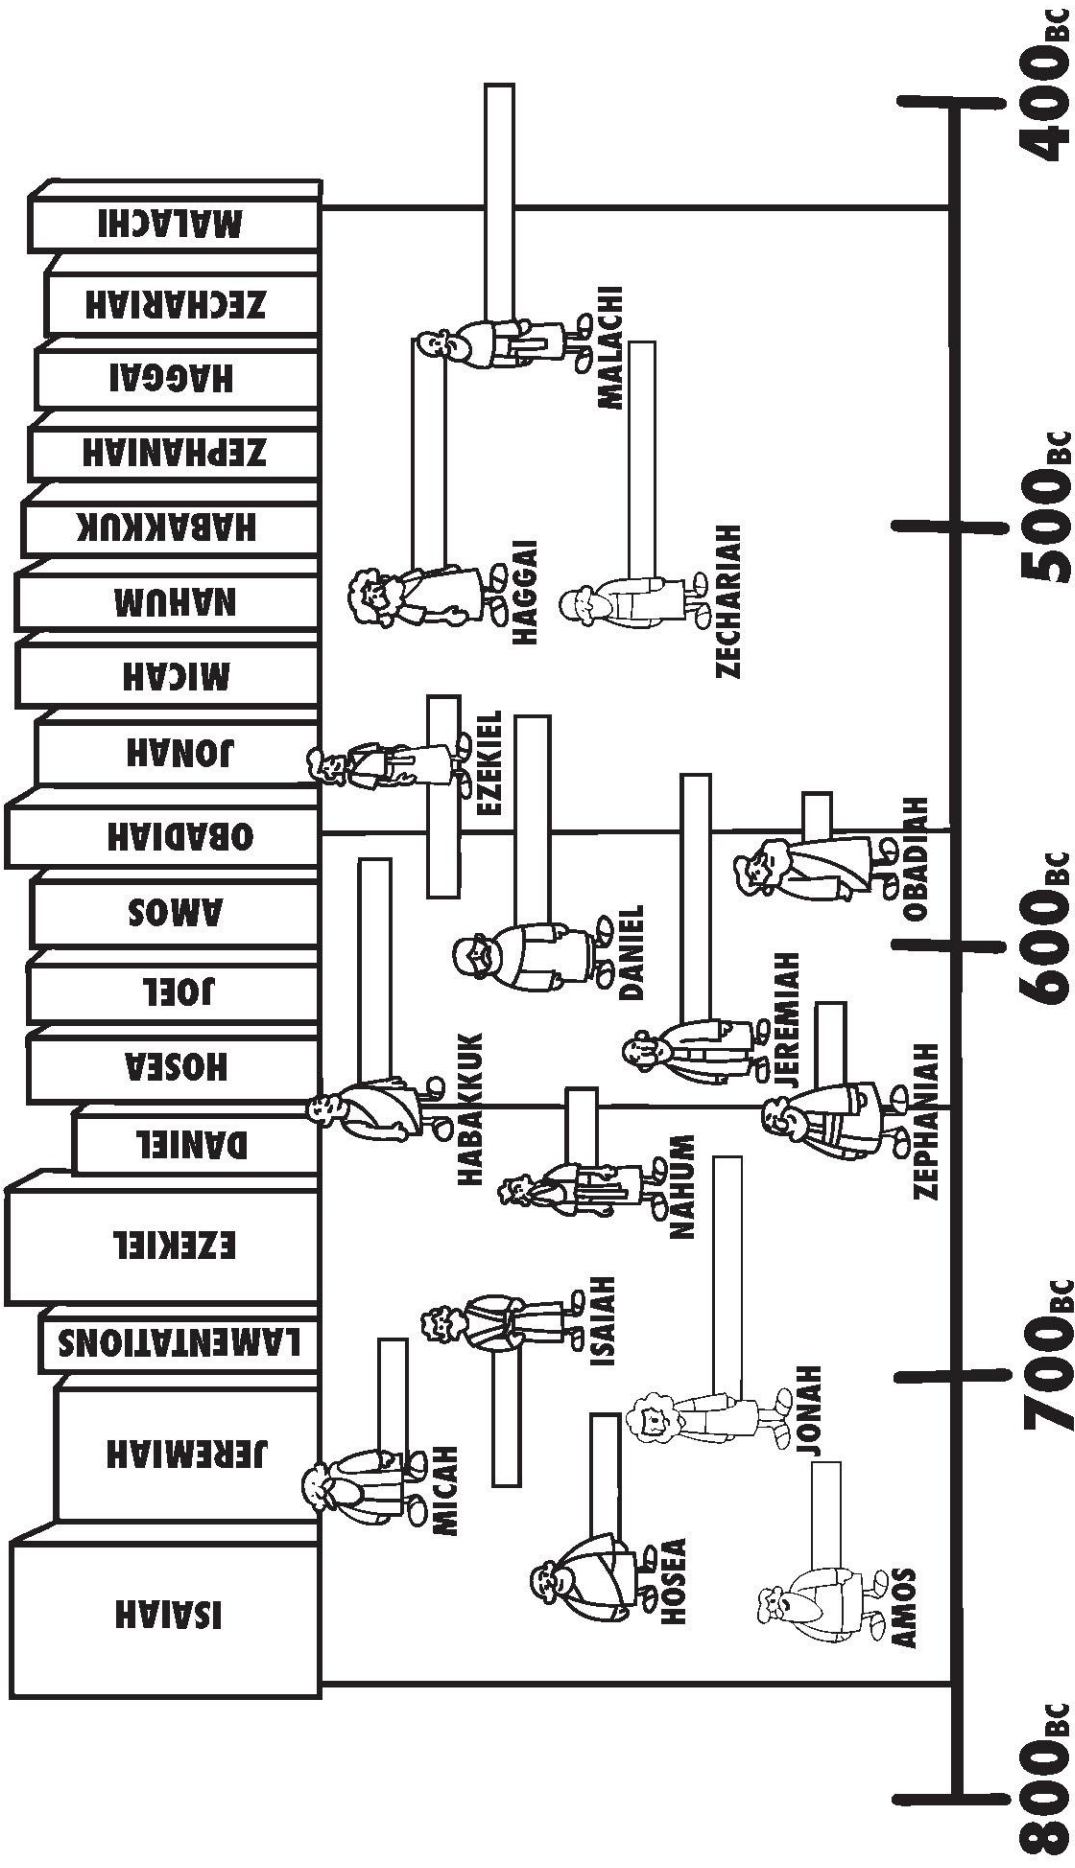 ISAIAH
JEREMIAH
LAMENTATIONS
EZEKIEL
DANIEL
HOSEA
JOEL
AMOS
OBADIAH
JONAH
MICAH
NAHUM
HABAKKUK
ZEPHANIAH
HAGGAI
ZECHARIAH
MALACHI
MICAH
HABAKKUK
EZEKIEL
HAGGAI
ISAIAH
DANIEL
MALACHI
HOSEA
NAHUM
ZECHARIAH
JONAH
JEREMIAH
AMOS
ZEPHANIAH
OBADIAH
800BC
700BC
600BC
500BC
400BC